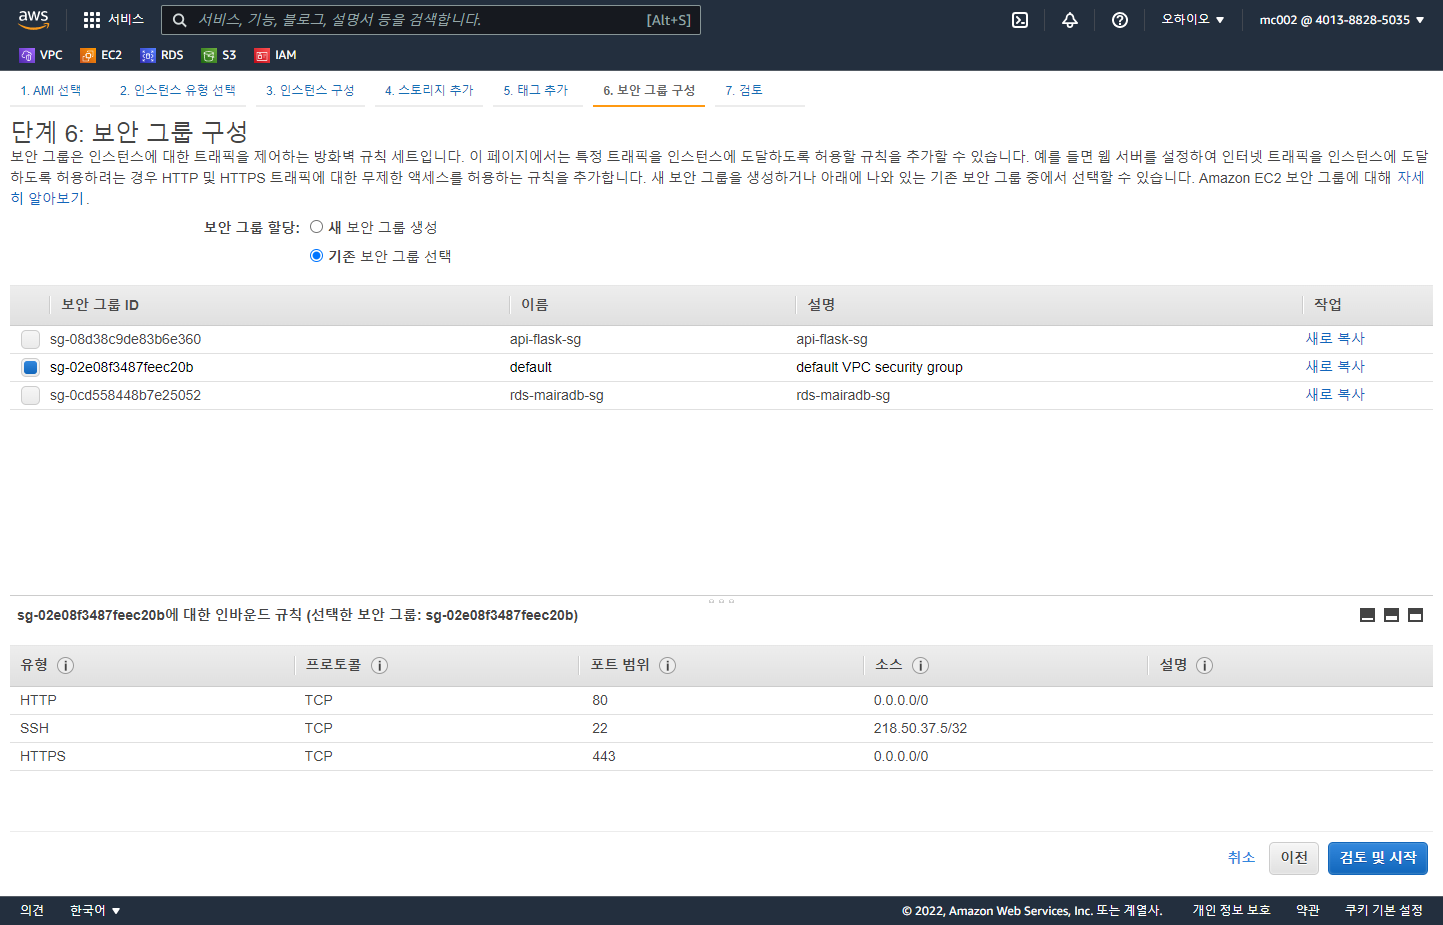 aws 서비스 서비스, 기능, 블로그, 설명서 등을 검색합니다. [Alt+S] 오하이오 ▼ mc002 @ 4013-8828-5035 ▼
VPC EC2 RDS S3 IAM
1. AMI 선택 2. 인스턴스 유형 선택 3. 인스턴스 구성 4. 스토리지 추가 5. 태그 추가 6. 보안 그룹 구성 7. 검토
단계 6: 보안 그룹 구성
보안 그룹은 인스턴스에 대한 트래픽을 제어하는 방화벽 규칙 세트입니다. 이 페이지에서는 특정 트래픽을 인스턴스에 도달하도록 허용할 규칙을 추가할 수 있습니다. 예를 들면 웹 서버를 설정하여 인터넷 트래픽을 인스턴스에 도달
하도록 허용하려는 경우 HTTP 및 HTTPS 트래픽에 대한 무제한 액세스를 허용하는 규칙을 추가합니다. 새 보안 그룹을 생성하거나 아래에 나와 있는 기존 보안 그룹 중에서 선택할 수 있습니다. Amazon EC2 보안 그룹에 대해 자세
히 알아보기.
보안 그룹 할당: 새 보안 그룹 생성
기존 보안 그룹 선택
보안 그룹 ID 이름 설명 작업
sg-08d38c9de83b6e360 api-flask-sg api-flask-sg 새로 복사
sg-02e08f3487feec20b default default VPC security group 새로 복사
sg-0cd558448b7e25052 rds-mairadb-sg rds-mairadb-sg 새로 복사
sg-02e08f3487feec20b에 대한 인바운드 규칙 (선택한 보안 그룹: sg-02e08f3487feec20b)
유형 i 프로토콜 i 포트 범위 i 소스 i 설명 i
HTTP TCP 80 0.0.0.0/0
SSH TCP 22 218.50.37.5/32
HTTPS TCP 443 0.0.0.0/0
취소 이전 검토 및 시작
의견 한국어 ▼ © 2022, Amazon Web Services, Inc. 또는 계열사. 개인 정보 보호 약관 쿠키 기본 설정